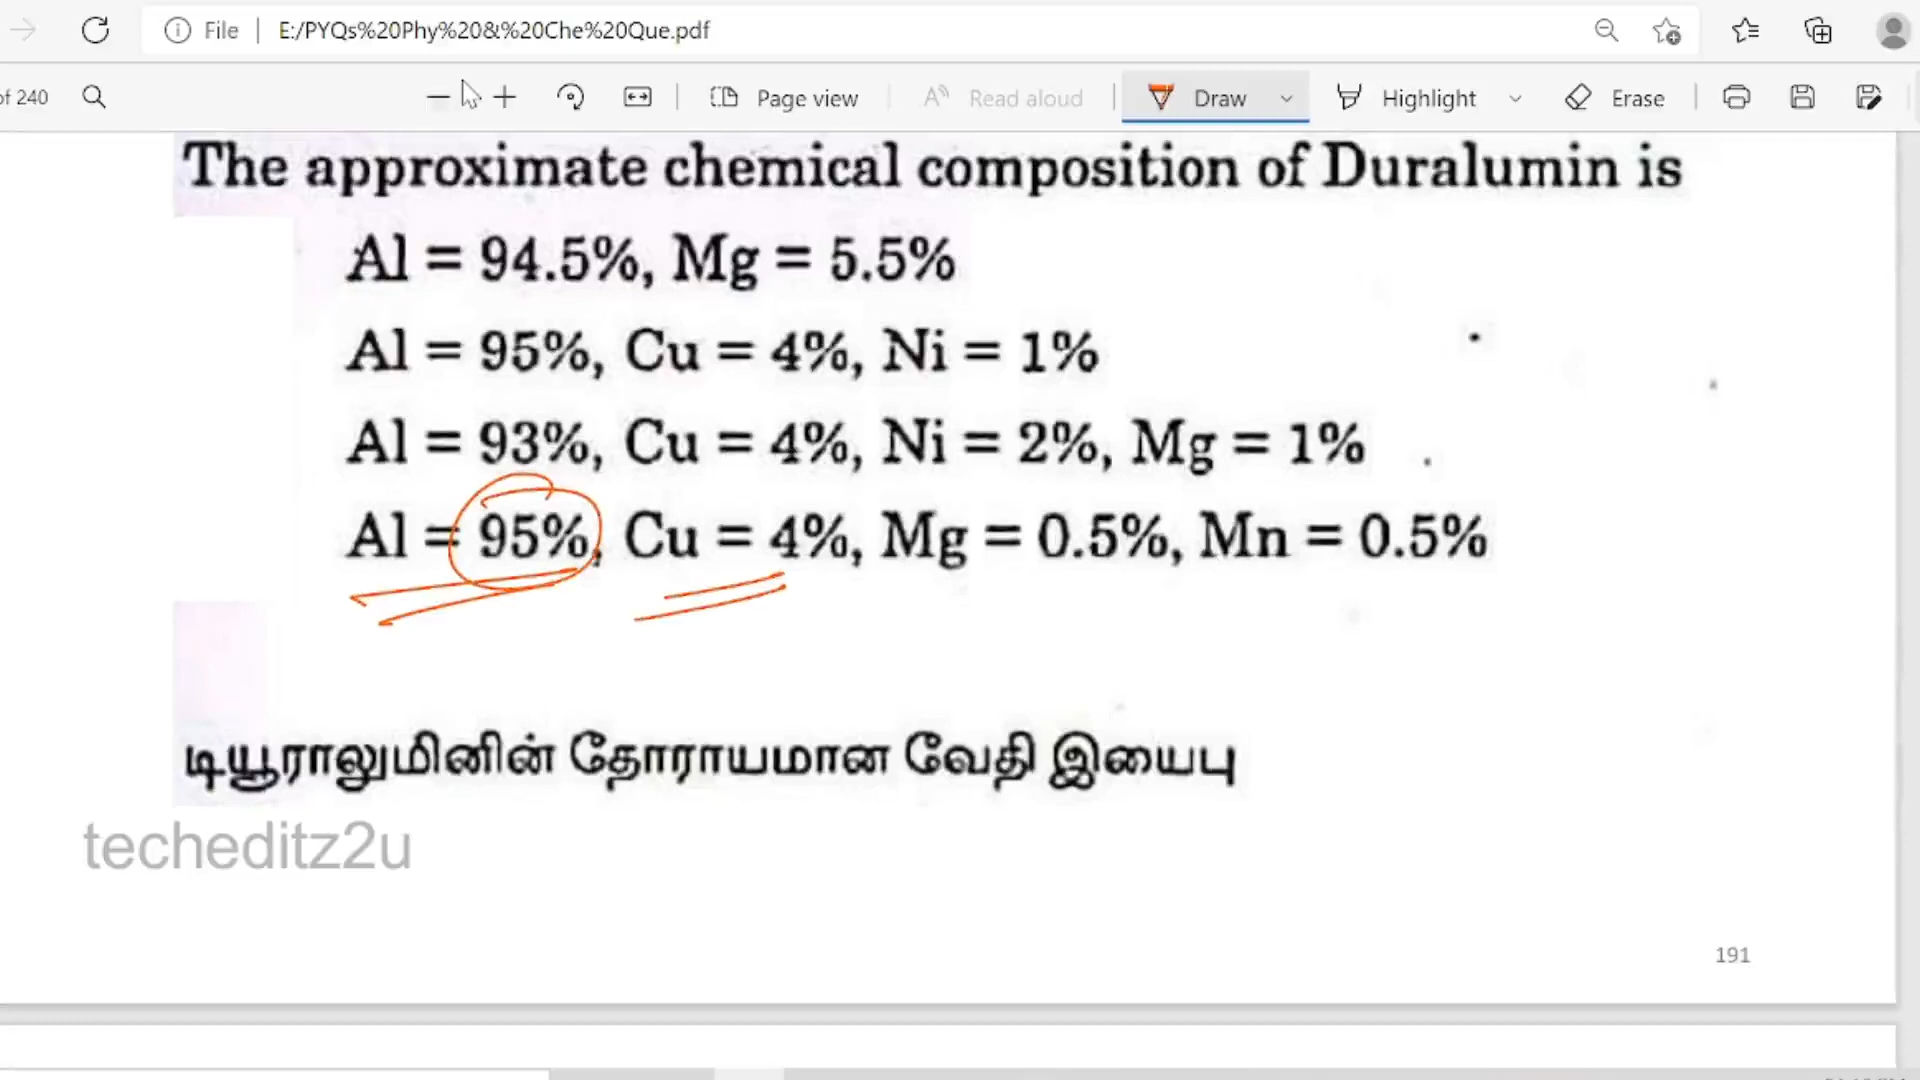 File E:/PYQs%20Phy%20&%20Che%20Que.pdf
of 240 Page view Read aloud Draw Highlight Erase
The approximate chemical composition of Duralumin is
Al = 94.5%, Mg = 5.5%
Al = 95%, Cu = 4%, Ni = 1%
Al = 93%, Cu = 4%, Ni = 2%, Mg = 1%
Al = 95%, Cu = 4%, Mg = 0.5%, Mn = 0.5%
டியூராலுமினின் தோராயமான வேதி இயைபு
techeditz2u
191